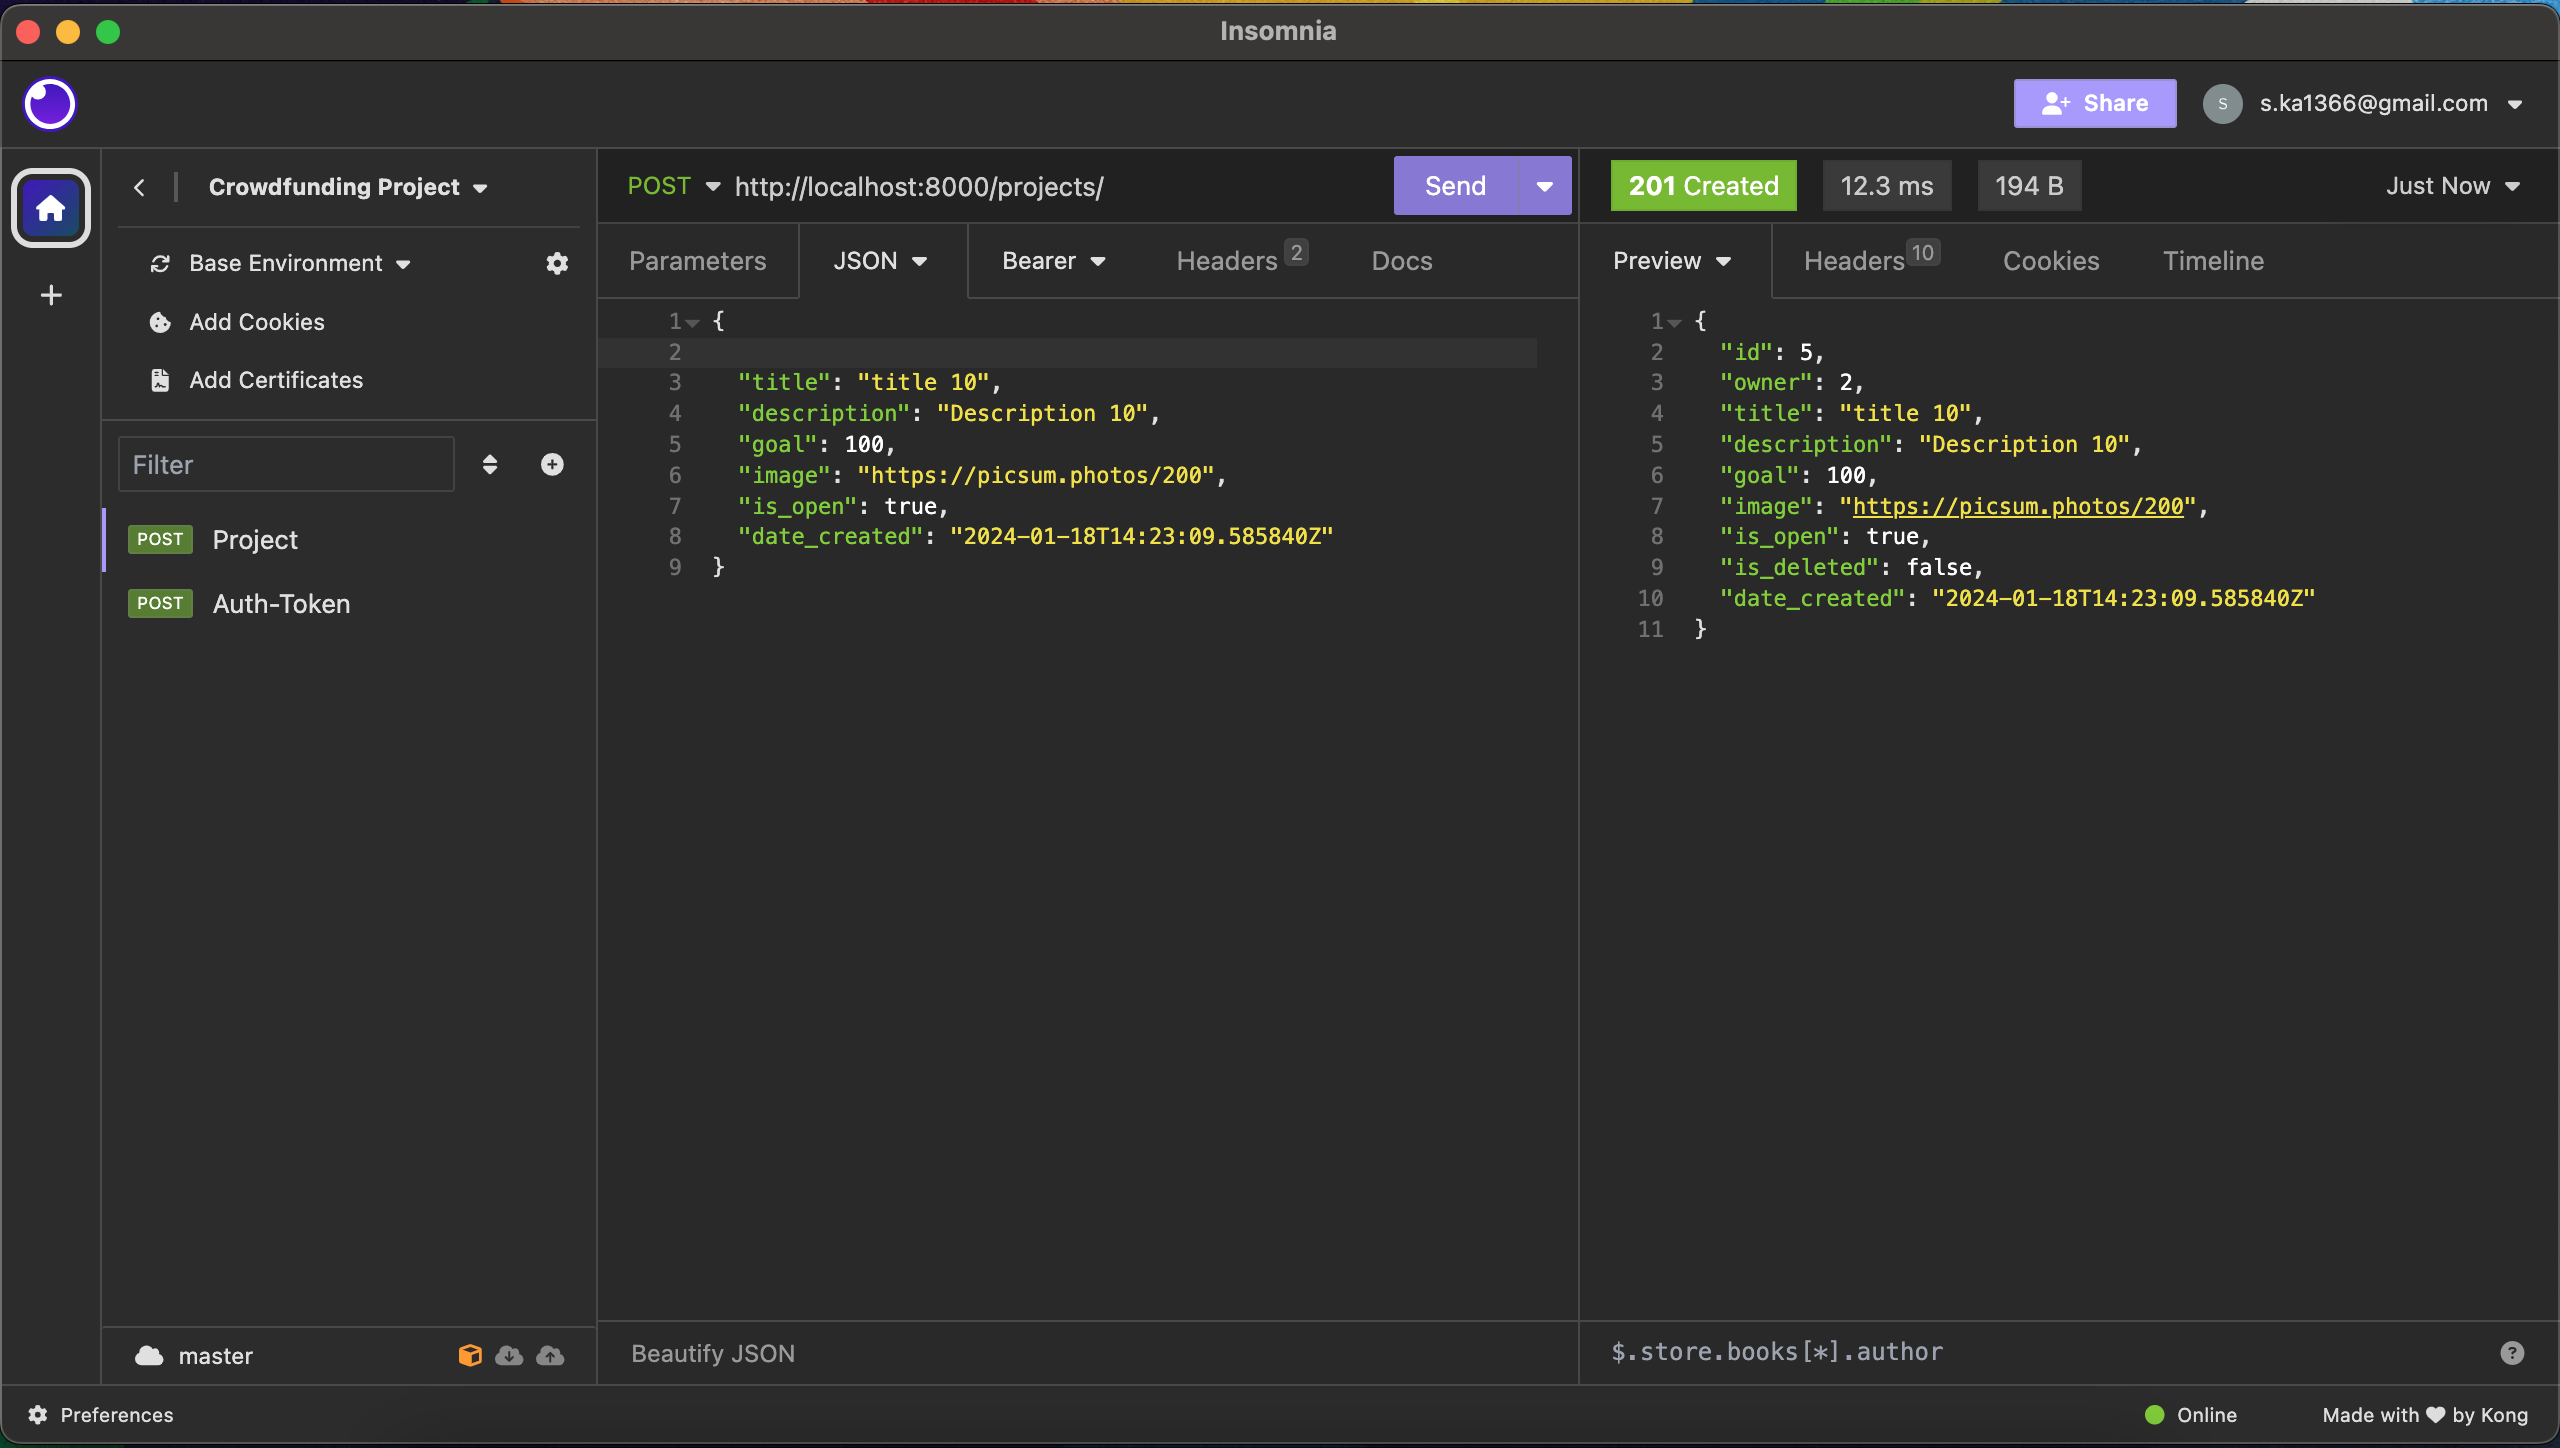 Insomnia
Share
S
s.ka1366@gmail.com
Crowdfunding Project
Base Environment
Add Cookies
Add Certificates
Filter
POST Project
POST Auth-Token
master
POST http://localhost:8000/projects/ Send
Parameters JSON Bearer Headers 2 Docs
1 {
2
3 "title": "title 10",
4 "description": "Description 10",
5 "goal": 100,
6 "image": "https://picsum.photos/200",
7 "is_open": true,
8 "date_created": "2024-01-18T14:23:09.585840Z"
9 }
Beautify JSON
201 Created 12.3 ms 194 B Just Now
Preview Headers 10 Cookies Timeline
1 {
2 "id": 5,
3 "owner": 2,
4 "title": "title 10",
5 "description": "Description 10",
6 "goal": 100,
7 "image": "https://picsum.photos/200",
8 "is_open": true,
9 "is_deleted": false,
10 "date_created": "2024-01-18T14:23:09.585840Z"
11 }
$.store.books[*].author
?
Preferences
Online
Made with ♥ by Kong